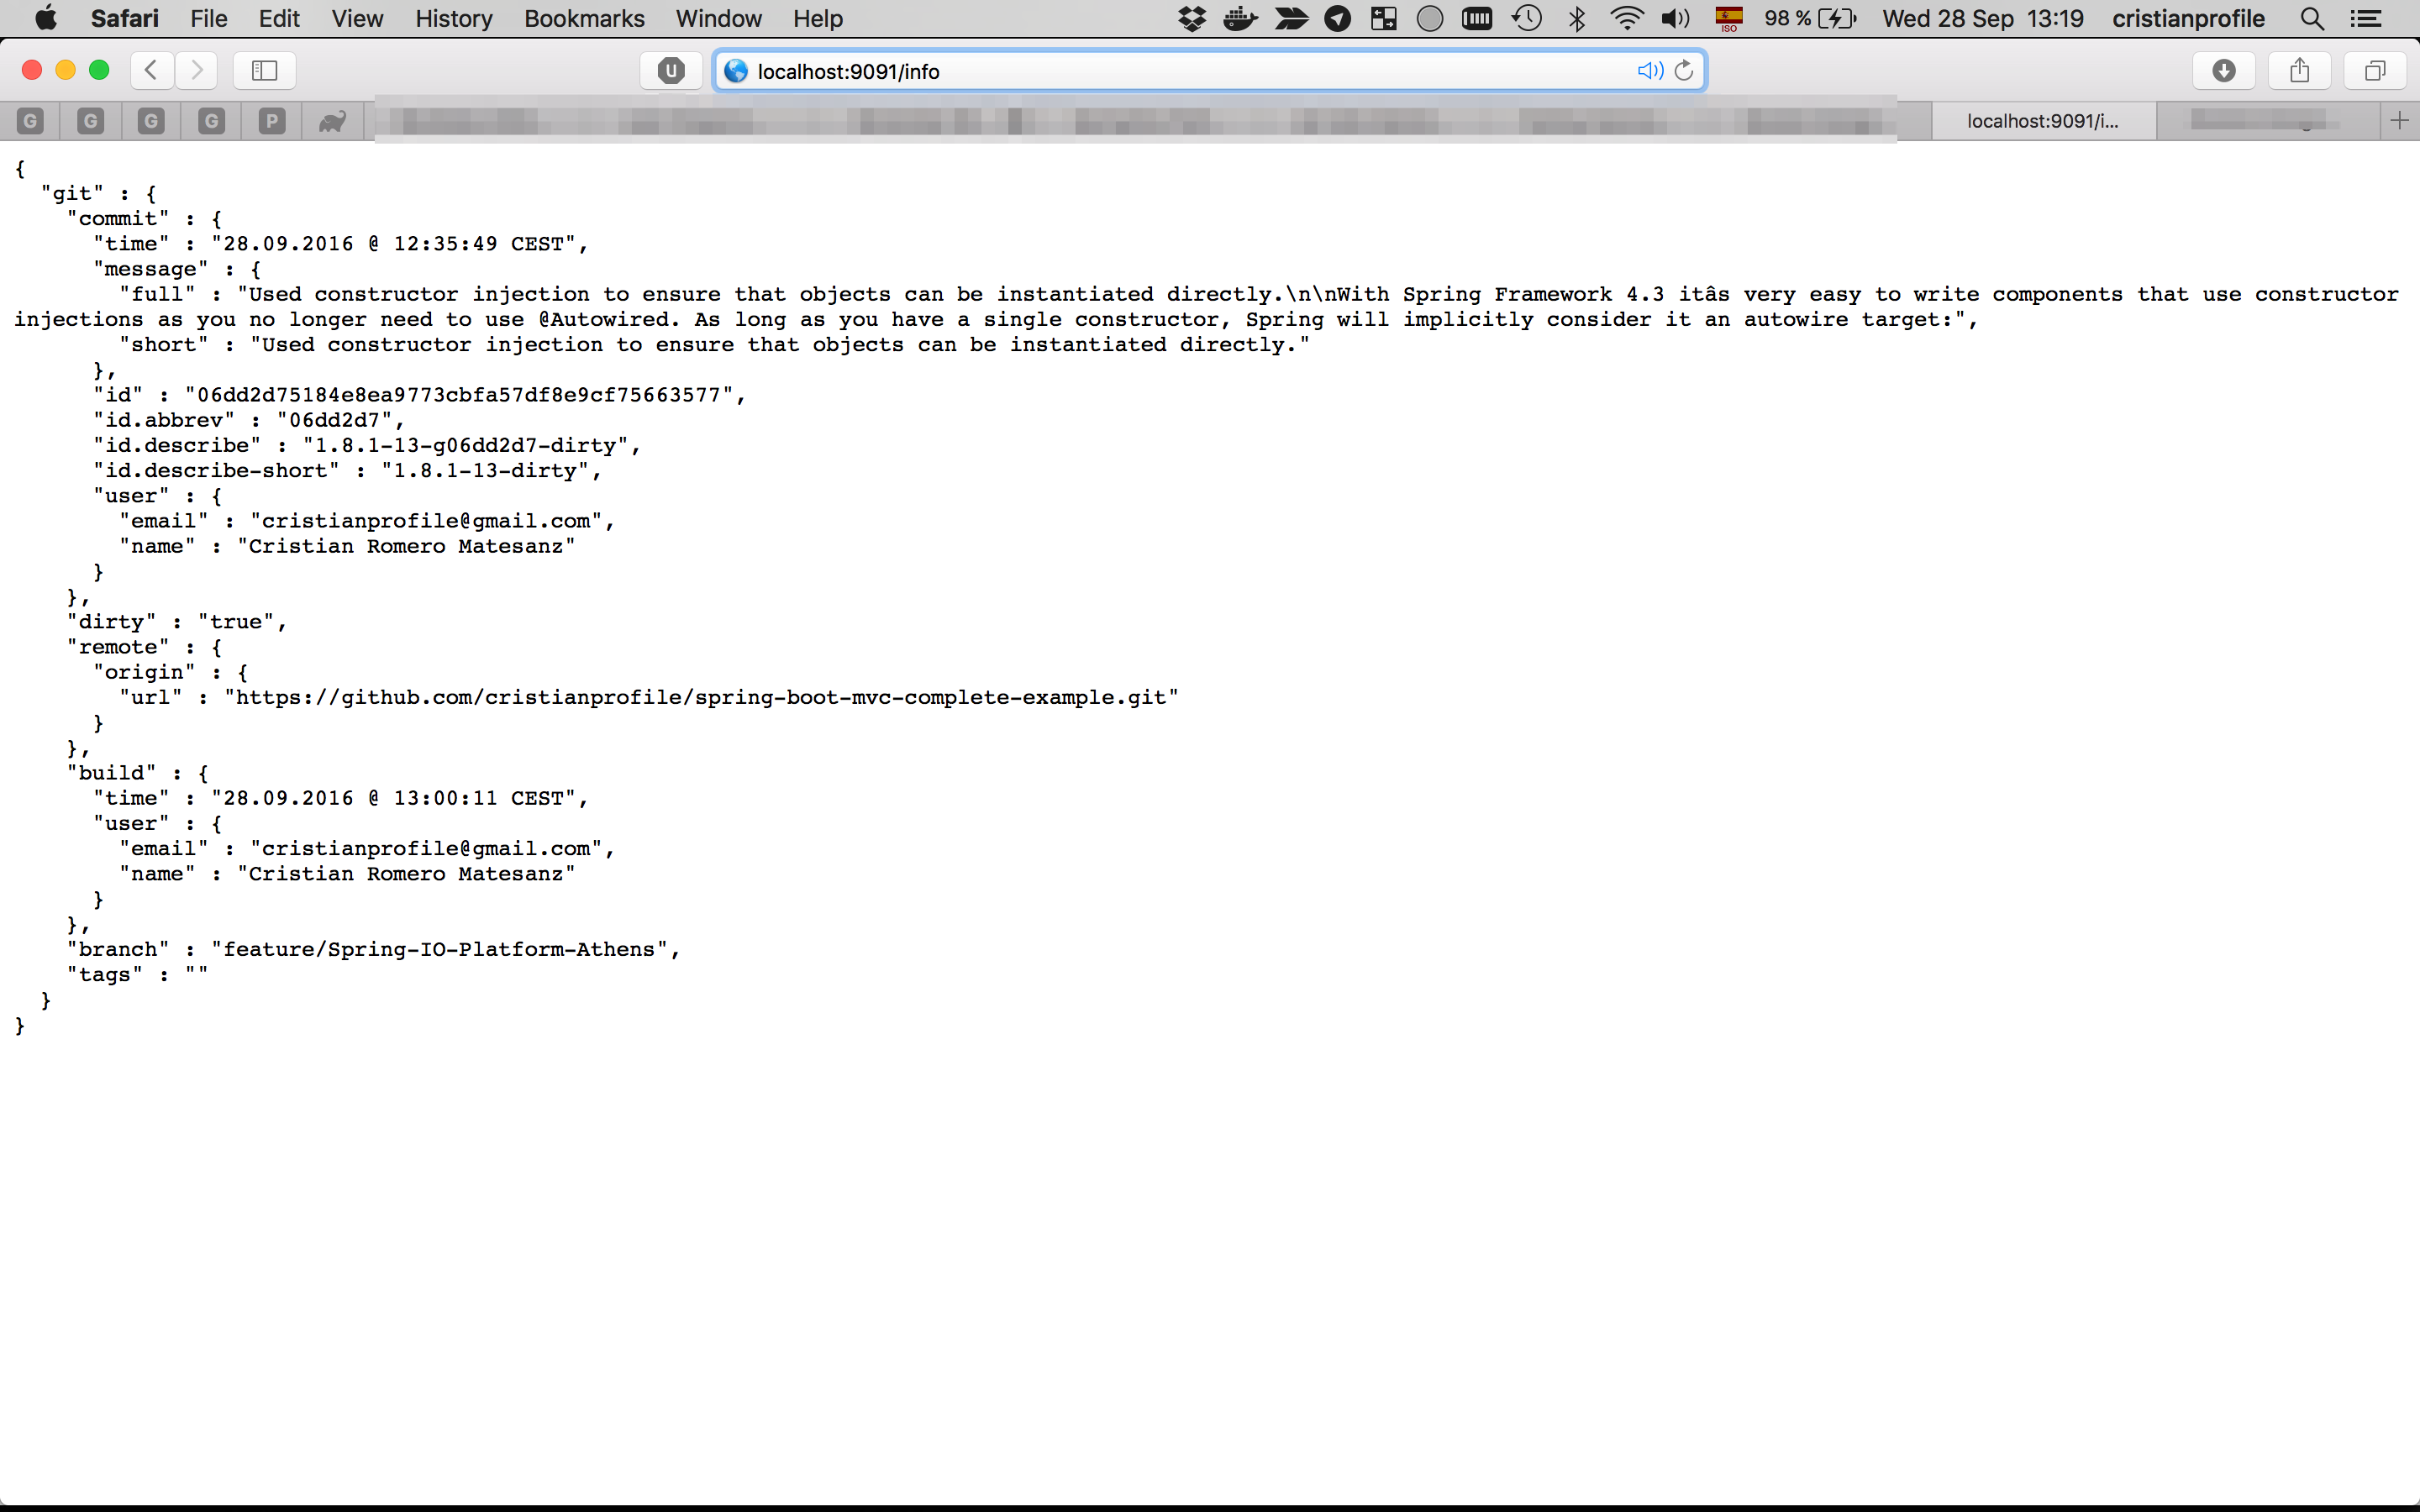 Safari File Edit View History Bookmarks Window Help ISO 98 % Wed 28 Sep 13:19 cristianprofile
U localhost:9091/info
G G G G P localhost:9091/i... +
{
"git" : {
"commit" : {
"time" : "28.09.2016 @ 12:35:49 CEST",
"message" : {
"full" : "Used constructor injection to ensure that objects can be instantiated directly.\n\nWith Spring Framework 4.3 itâs very easy to write components that use constructor
injections as you no longer need to use @Autowired. As long as you have a single constructor, Spring will implicitly consider it an autowire target:",
"short" : "Used constructor injection to ensure that objects can be instantiated directly."
},
"id" : "06dd2d75184e8ea9773cbfa57df8e9cf75663577",
"id.abbrev" : "06dd2d7",
"id.describe" : "1.8.1-13-g06dd2d7-dirty",
"id.describe-short" : "1.8.1-13-dirty",
"user" : {
"email" : "cristianprofile@gmail.com",
"name" : "Cristian Romero Matesanz"
}
},
"dirty" : "true",
"remote" : {
"origin" : {
"url" : "https://github.com/cristianprofile/spring-boot-mvc-complete-example.git"
}
},
"build" : {
"time" : "28.09.2016 @ 13:00:11 CEST",
"user" : {
"email" : "cristianprofile@gmail.com",
"name" : "Cristian Romero Matesanz"
}
},
"branch" : "feature/Spring-IO-Platform-Athens",
"tags" : ""
}
}